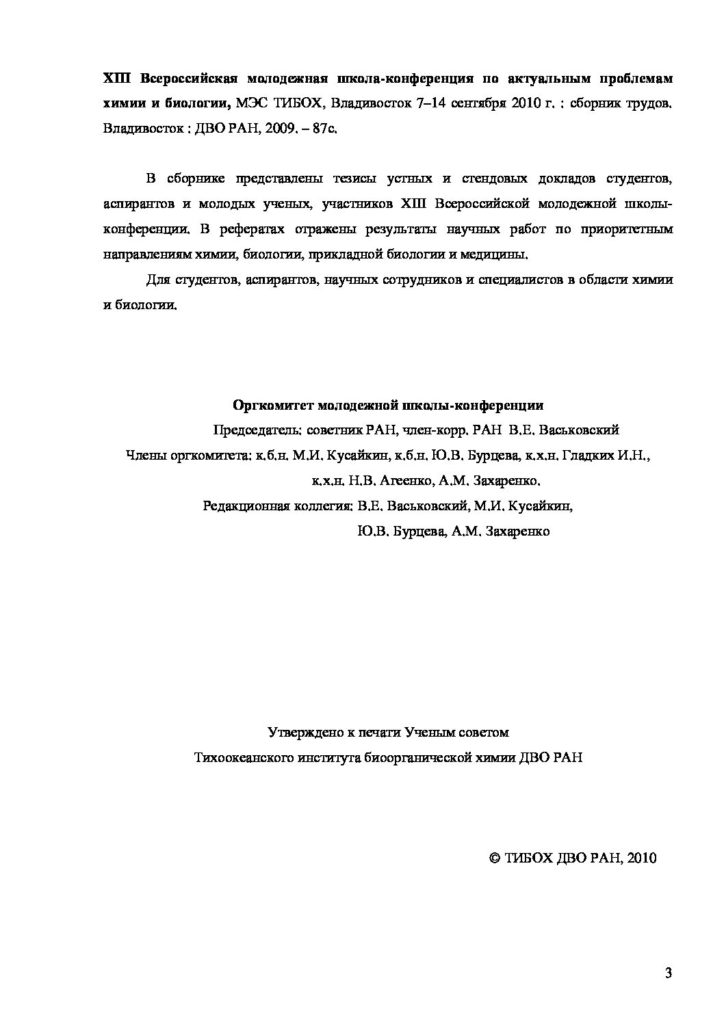 XIII Всероссийская молодежная школа-конференция по актуальным проблемам
химии и биологии, МЭС ТИБОХ, Владивосток 7–14 сентября 2010 г. : сборник трудов.
Владивосток : ДВО РАН, 2009. – 87с.
В сборнике представлены тезисы устных и стендовых докладов студентов,
аспирантов и молодых ученых, участников XIII Всероссийской молодежной школы-
конференции. В рефератах отражены результаты научных работ по приоритетным
направлениям химии, биологии, прикладной биологии и медицины.
Для студентов, аспирантов, научных сотрудников и специалистов в области химии
и биологии.
Оргкомитет молодежной школы-конференции
Председатель: советник РАН, член-корр. РАН В.Е. Васьковский
Члены оргкомитета: к.б.н. М.И. Кусайкин, к.б.н. Ю.В. Бурцева, к.х.н. Гладких И.Н.,
к.х.н. Н.В. Агеенко, А.М. Захаренко.
Редакционная коллегия: В.Е. Васьковский, М.И. Кусайкин,
Ю.В. Бурцева, А.М. Захаренко
Утверждено к печати Ученым советом
Тихоокеанского института биоорганической химии ДВО РАН
© ТИБОХ ДВО РАН, 2010
3